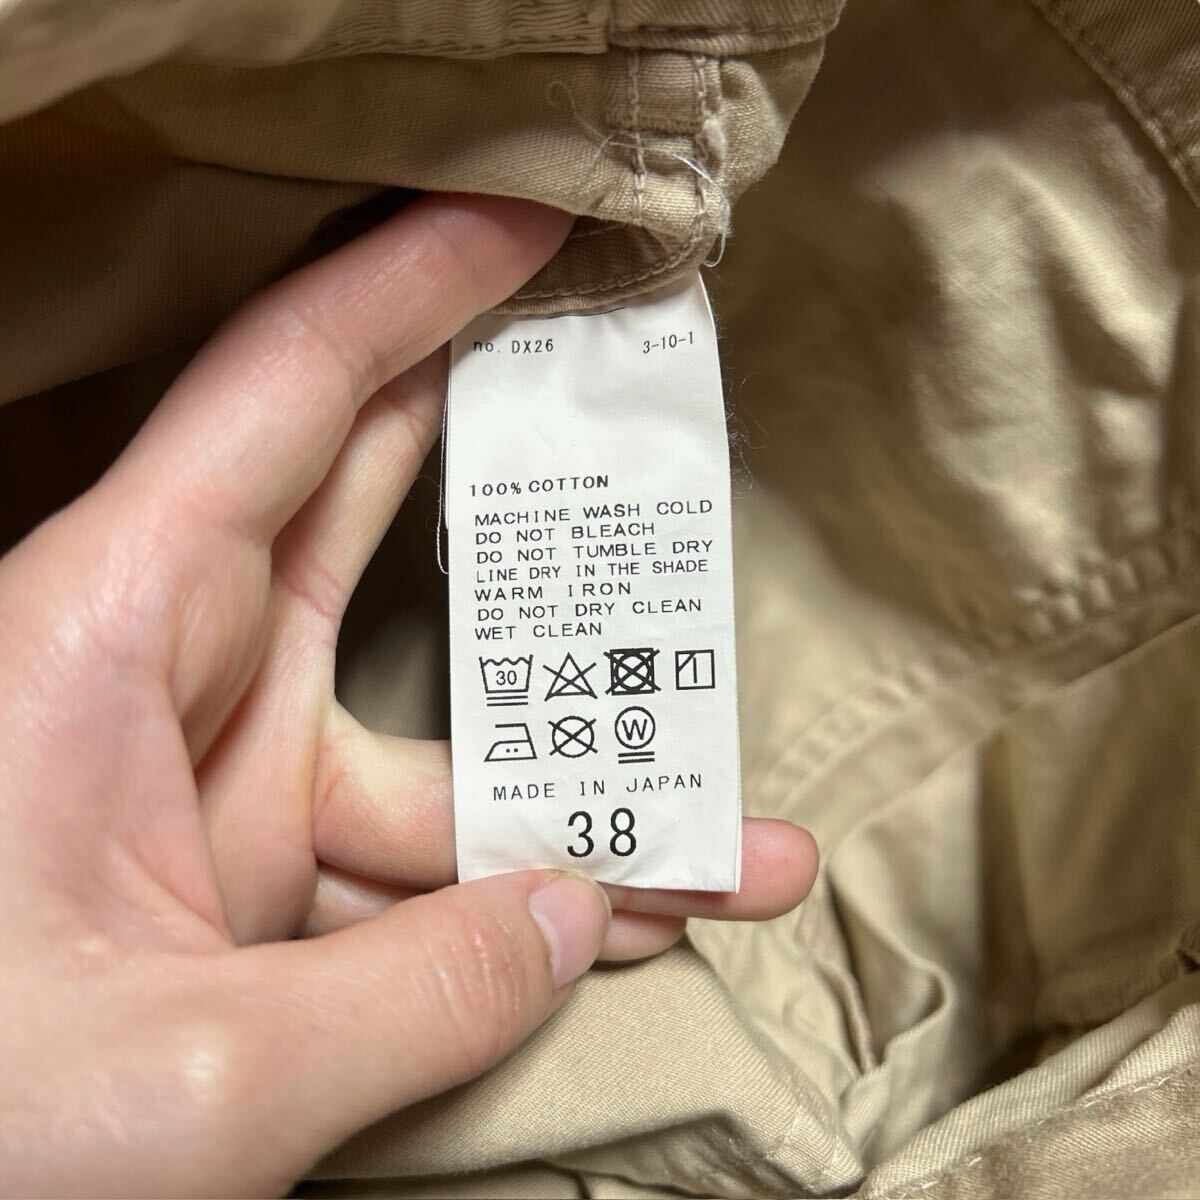 no. DX26 3-10-1
100% COTTON
MACHINE WASH COLD
DO NOT BLEACH
DO NOT TUMBLE DRY
LINE DRY IN THE SHADE
WARM IRON
DO NOT DRY CLEAN
WET CLEAN
30
W
MADE IN JAPAN
38